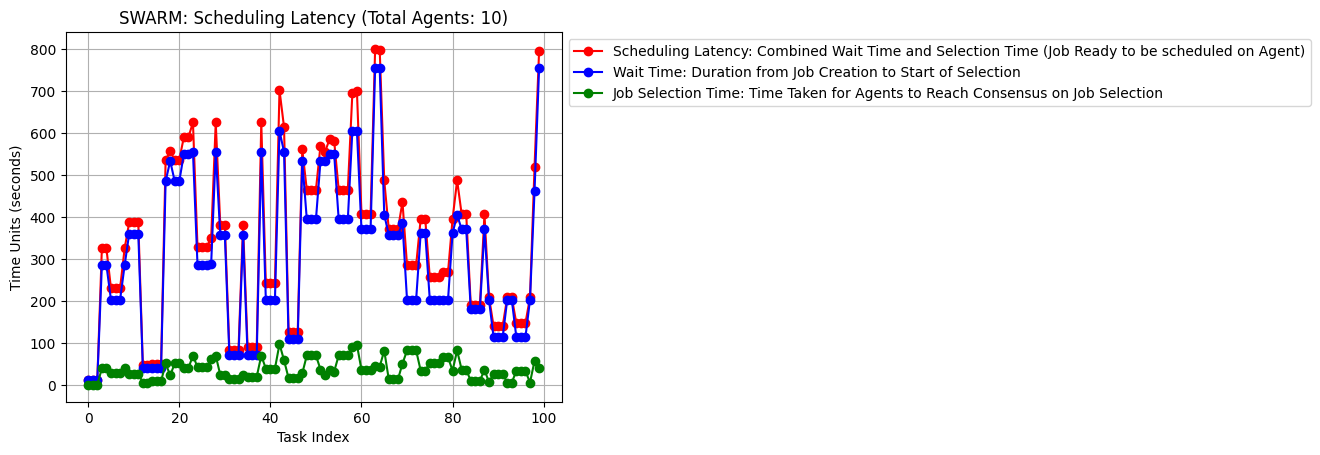 SWARM: Scheduling Latency (Total Agents: 10)
Scheduling Latency: Combined Wait Time and Selection Time (Job Ready to be scheduled on Agent)
Wait Time: Duration from Job Creation to Start of Selection
Job Selection Time: Time Taken for Agents to Reach Consensus on Job Selection
Time Units (seconds)
800
700
600
500
400
300
200
100
0
0 20 40 60 80 100
Task Index